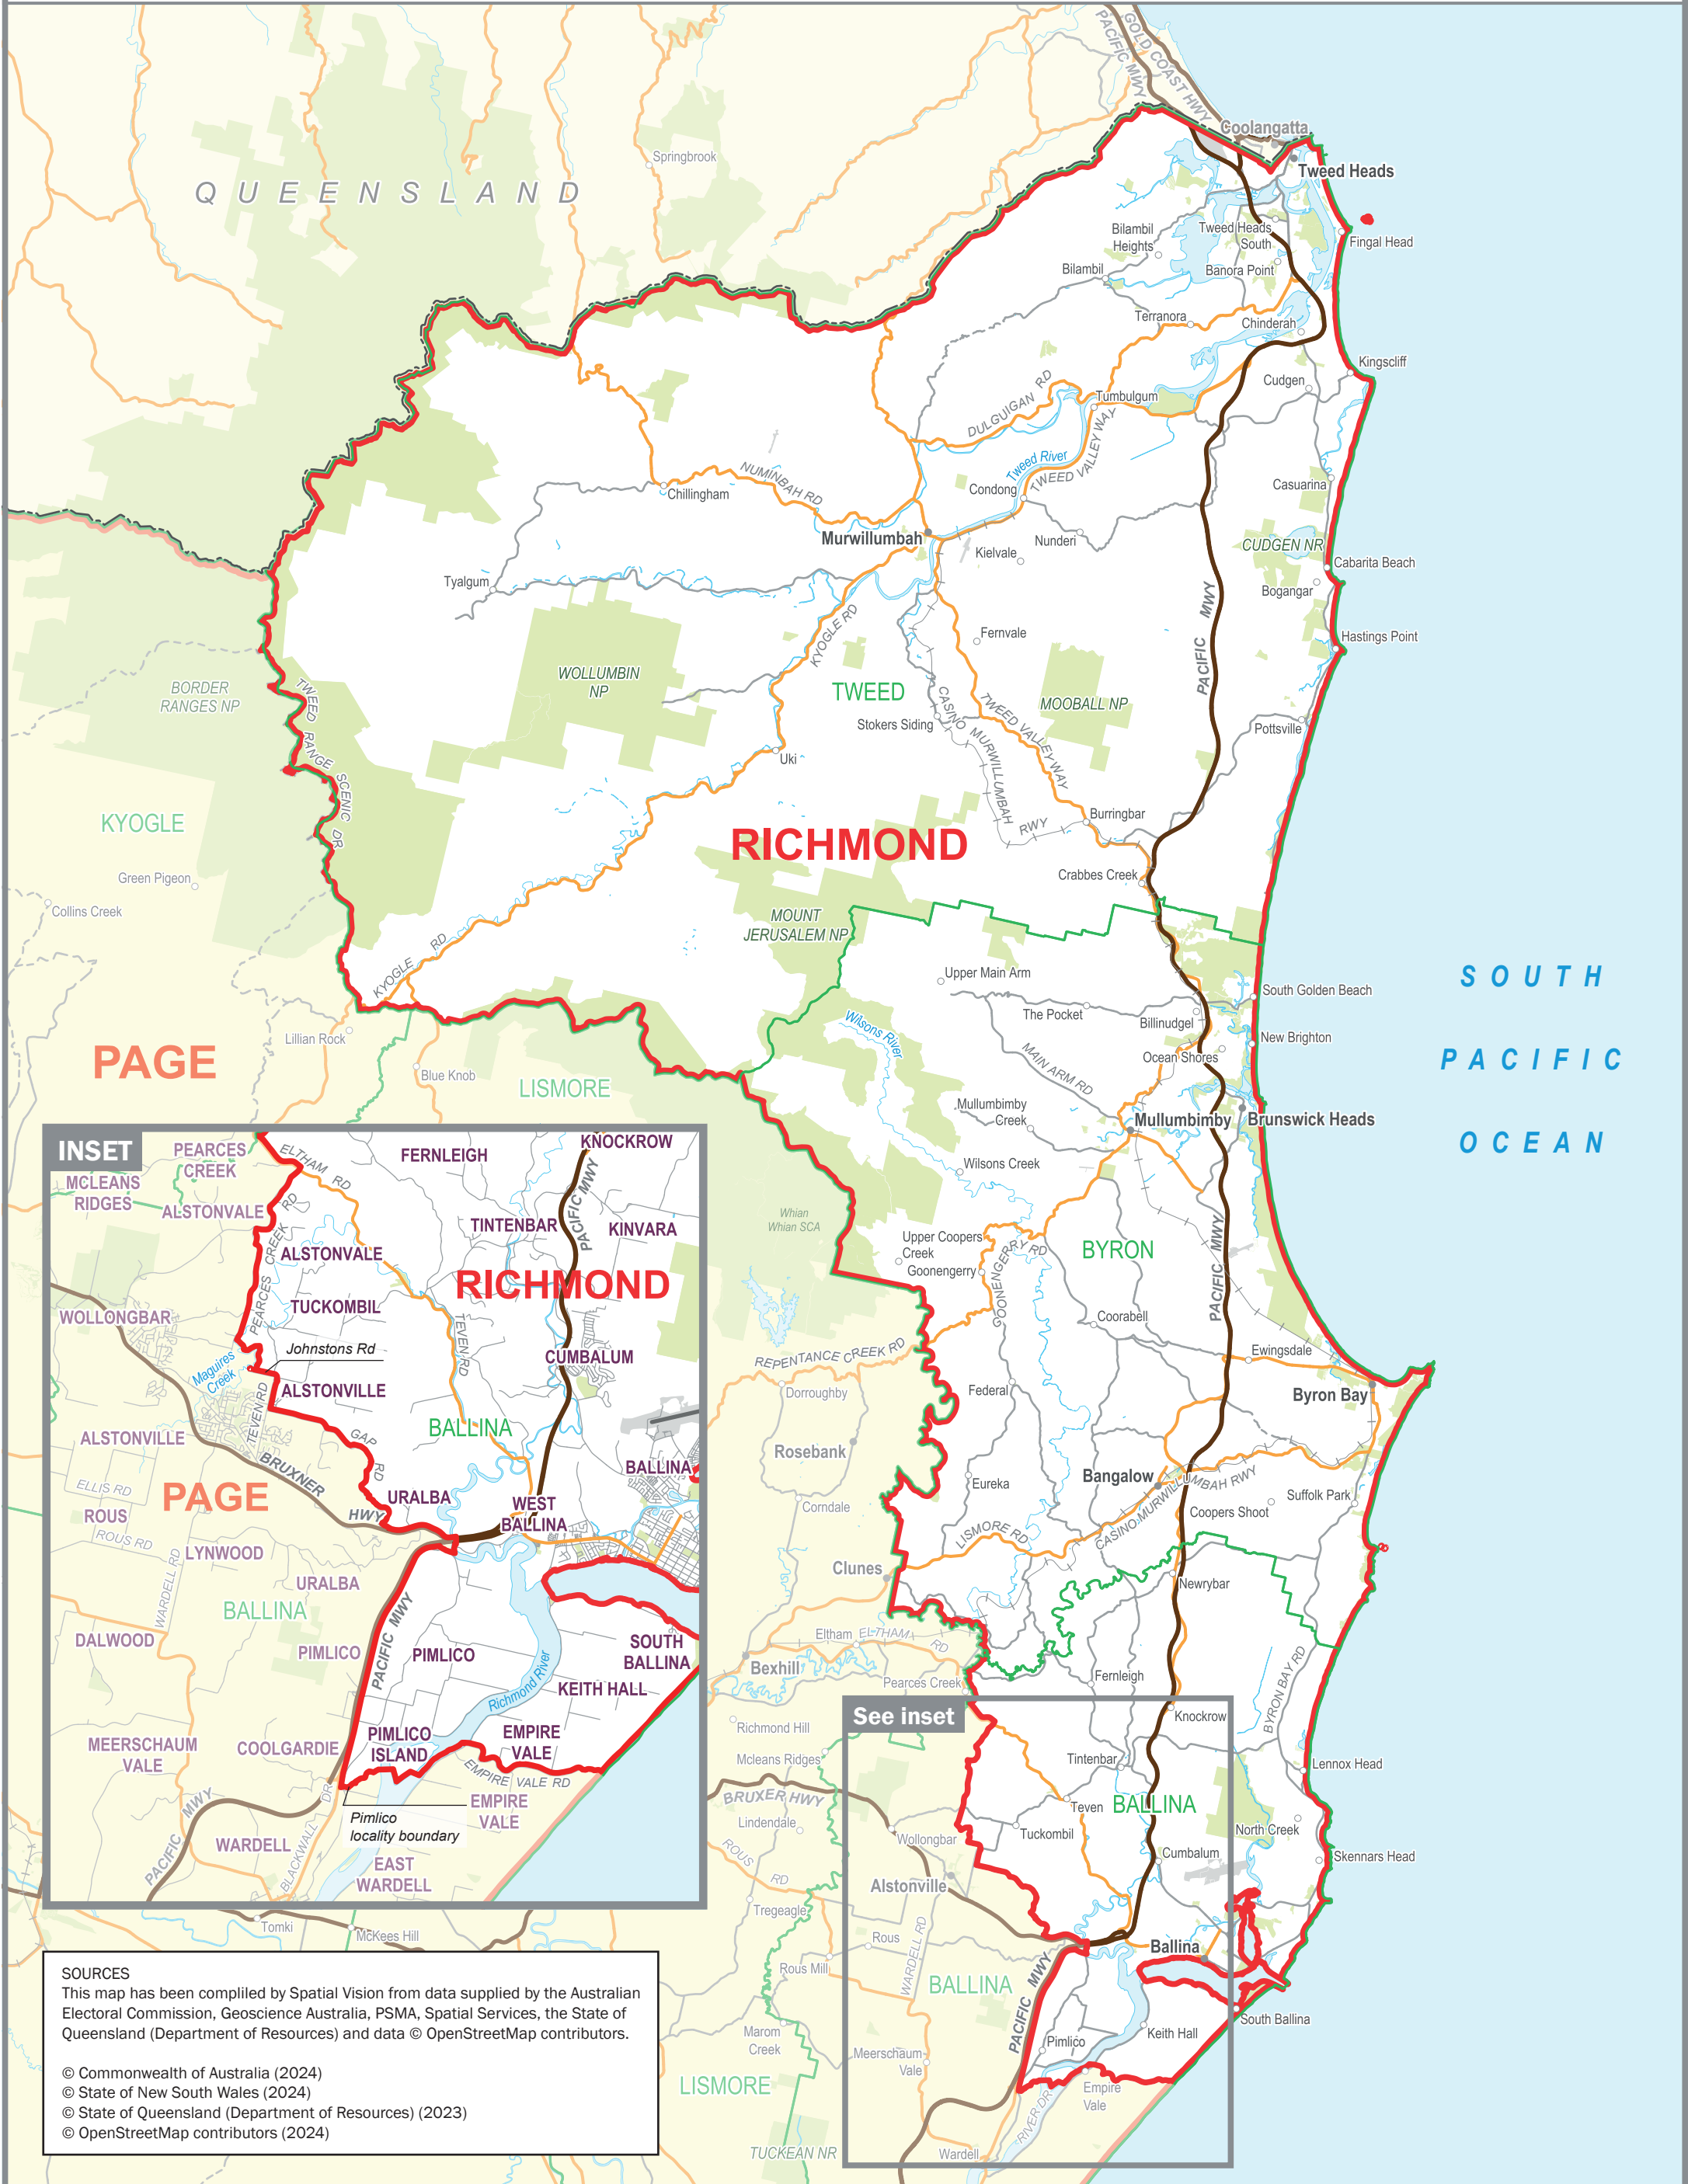 GOLD COAST HWY
PACIFIC MWY
Coolangatta
Tweed Heads
QUEENSLAND
Springbrook
Fingal Head
Tweed Heads
South
Bilambil
Heights
Banora Point
Bilambil
Terranora
Chinderah
Kingscliff
Cudgen
DULGUIGAN RD
Tumbulgum
Tweed River
TWEED VALLEY WAY
NUMINBAH RD
Chillingham
Condong
Casuarina
Murwillumbah
Nunderi
Kielvale
CUDGEN NR
Cabarita Beach
Bogangar
Tyalgum
KYOGLE RD
Fernvale
Hastings Point
PACIFIC MWY
WOLLUMBIN
NP
BORDER
RANGES NP
TWEED
MOOBALL NP
TWEED RANGE SCENIC DR
Stokers Siding
CASINO MURWILLUMBAH RWY
TWEED VALLEY WAY
Pottsville
Uki
KYOGLE
Burringbar
RICHMOND
Crabbes Creek
Green Pigeon
Collins Creek
MOUNT
JERUSALEM NP
KYOGLE RD
Upper Main Arm
SOUTH
PACIFIC
OCEAN
South Golden Beach
The Pocket
Billinudgel
Wilsons River
Lillian Rock
New Brighton
Ocean Shores
MAIN ARM RD
PAGE
Blue Knob
LISMORE
Mullumbimby
Creek
Mullumbimby
Brunswick Heads
Wilsons Creek
Whian
Whian SCA
Upper Coopers
Creek
Goonengerry
GOONENGERRY RD
BYRON
PACIFIC MWY
Coorabell
REPENTANCE CREEK RD
Ewingsdale
Dorroughby
Federal
Byron Bay
Rosebank
Eureka
Bangalow
CASINO MURWILLUMBAH RWY
Corndale
Suffolk Park
Coopers Shoot
LISMORE RD
Clunes
Newrybar
Eltham
ELTHAM RD
Bexhill
Pearces Creek
Fernleigh
BYRON BAY RD
See inset
Knockrow
Richmond Hill
Mcleans Ridges
Tintenbar
Lennox Head
BRUXER HWY
Teven
BALLINA
Lindendale
Tuckombil
North Creek
Wollongbar
Cumbalum
Skennars Head
ROUS RD
Alstonville
Tregeagle
WARDELL RD
Rous
Ballina
Rous Mill
BALLINA
PACIFIC MWY
South Ballina
Marom
Creek
Keith Hall
Pimlico
Meerschaum
Vale
LISMORE
Empire
Vale
RIVER DR
TUCKEAN NR
Wardell
INSET
PEARCES
CREEK
ELTHAM RD
FERNLEIGH
KNOCKROW
MCLEANS
RIDGES
ALSTONVALE
PEARCES CREEK RD
TINTENBAR
PACIFIC MWY
KINVARA
ALSTONVALE
RICHMOND
TUCKOMBIL
WOLLONGBAR
TEVEN RD
Johnstons Rd
CUMBALUM
Maguires
Creek
ALSTONVILLE
TEVEN RD
BALLINA
ALSTONVILLE
GAP RD
BRUXNER HWY
BALLINA
ELLIS RD
PAGE
URALBA
WEST
BALLINA
ROUS
ROUS RD
LYNWOOD
URALBA
WARDELL RD
BALLINA
PACIFIC MWY
DALWOOD
PIMLICO
PIMLICO
SOUTH
BALLINA
Richmond River
KEITH HALL
PIMLICO
ISLAND
EMPIRE
VALE
MEERSCHAUM
VALE
COOLGARDIE
EMPIRE VALE RD
EMPIRE
VALE
PACIFIC MWY
Pimlico
locality boundary
WARDELL
BLACKWALL DR
EAST
WARDELL
Tomki
McKees Hill
SOURCES
This map has been compliled by Spatial Vision from data supplied by the Australian
Electoral Commission, Geoscience Australia, PSMA, Spatial Services, the State of
Queensland (Department of Resources) and data © OpenStreetMap contributors.
© Commonwealth of Australia (2024)
© State of New South Wales (2024)
© State of Queensland (Department of Resources) (2023)
© OpenStreetMap contributors (2024)